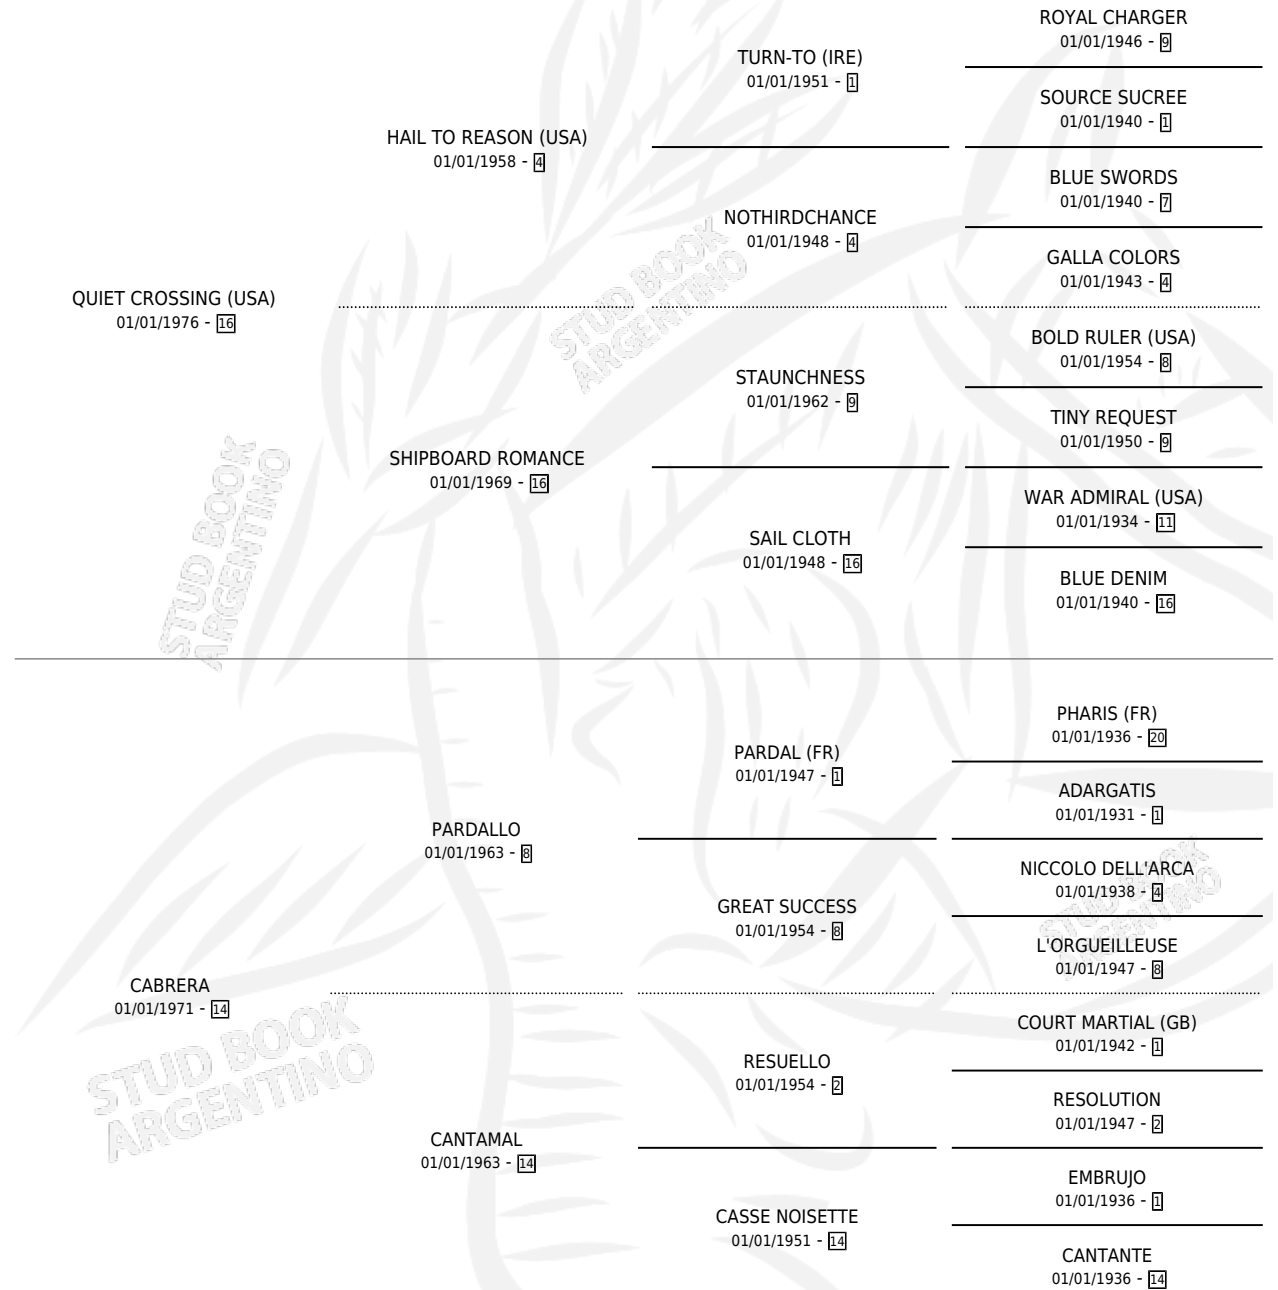 ROYAL CHARGER
01/01/1946 - 9
TURN-TO (IRE)
01/01/1951 - 1
SOURCE SUCREE
01/01/1940 - 1
HAIL TO REASON (USA)
01/01/1958 - 4
BLUE SWORDS
01/01/1940 - 7
NOTHIRDCHANCE
01/01/1948 - 4
GALLA COLORS
01/01/1943 - 4
QUIET CROSSING (USA)
01/01/1976 - 16
BOLD RULER (USA)
01/01/1954 - 8
STAUNCHNESS
01/01/1962 - 9
TINY REQUEST
01/01/1950 - 9
SHIPBOARD ROMANCE
01/01/1969 - 16
WAR ADMIRAL (USA)
01/01/1934 - 11
SAIL CLOTH
01/01/1948 - 16
BLUE DENIM
01/01/1940 - 16
PHARIS (FR)
01/01/1936 - 20
PARDAL (FR)
01/01/1947 - 1
ADARGATIS
01/01/1931 - 1
PARDALLO
01/01/1963 - 8
NICCOLO DELL'ARCA
01/01/1938 - 4
GREAT SUCCESS
01/01/1954 - 8
L'ORGUEILLEUSE
01/01/1947 - 8
CABRERA
01/01/1971 - 14
COURT MARTIAL (GB)
01/01/1942 - 1
RESUELLO
01/01/1954 - 2
RESOLUTION
01/01/1947 - 2
CANTAMAL
01/01/1963 - 14
EMBRUJO
01/01/1936 - 1
CASSE NOISETTE
01/01/1951 - 14
CANTANTE
01/01/1936 - 14
STUD BOOK
ARGENTINO
STUD BOOK
ARGENTINO
STUD BOOK
ARGENTINO
STUD BOOK
ARGENTINO